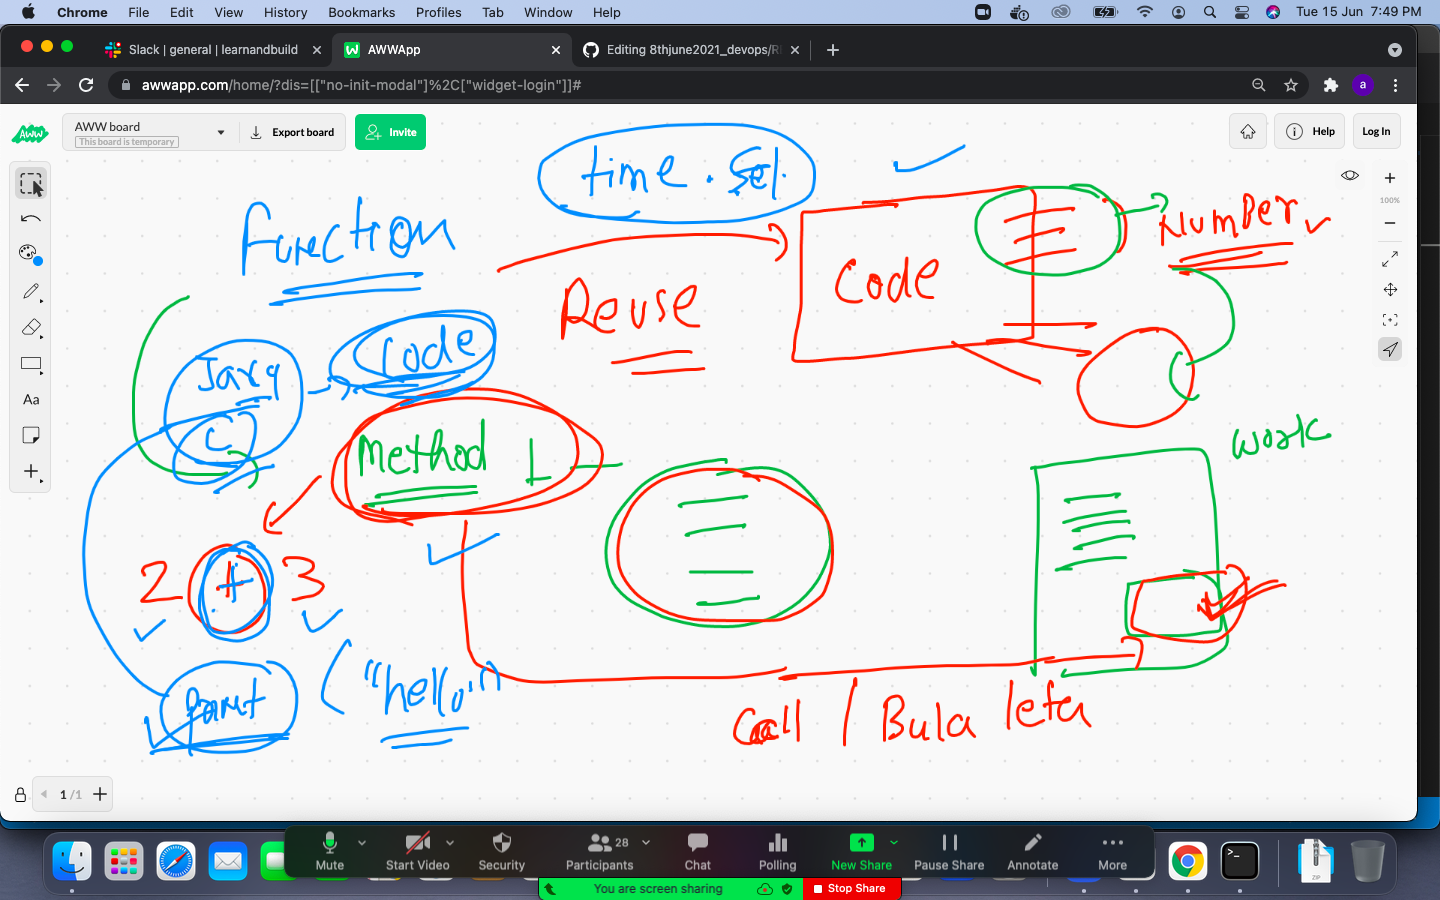 Chrome File Edit View History Bookmarks Profiles Tab Window Help Tue 15 Jun 7:49 PM
Slack | general | learnandbuild
AWWApp
Editing 8thjune2021_devops/R
awwapp.com/home/?dis=[["no-init-modal"]%2C["widget-login"]]#
a
AWW
AWW board
This board is temporary
Export board
Invite
Help
Log In
100%
Aa
time.
Function
Reuse
Code
Number
Code
C
Method
Work
2 + 3
("hello")
Call / Bula leta
1/1
Mute
Start Video
Security
28
Participants
Chat
Polling
New Share
Pause Share
Annotate
More
You are screen sharing
Stop Share
ZIP